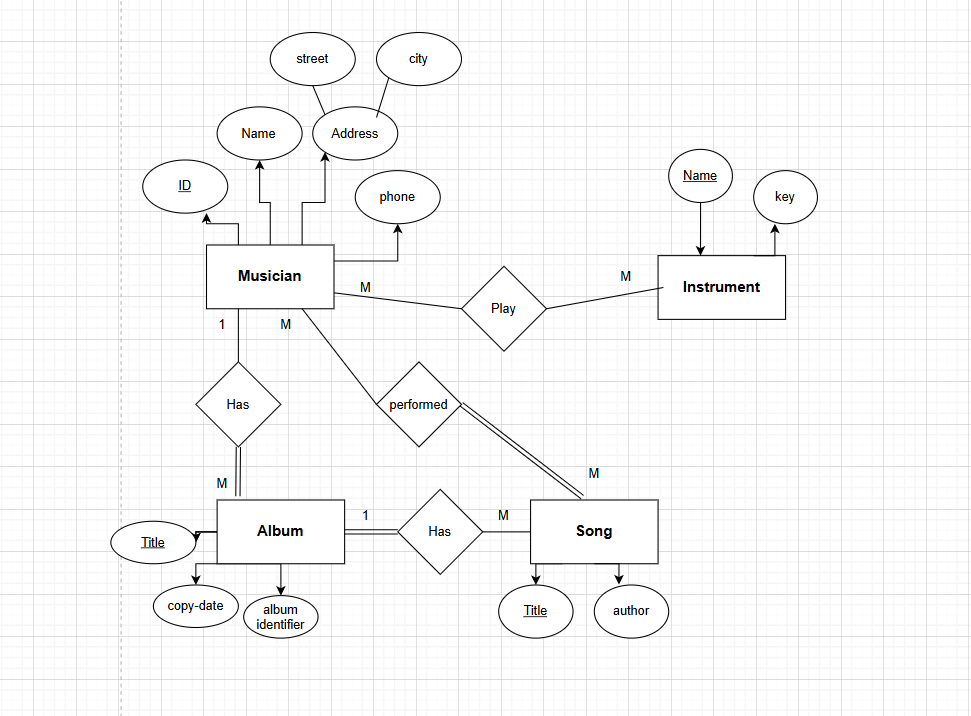 street
city
Name
Address
ID
phone
Name
key
Musician
Instrument
M
M
Play
1
M
Has
performed
M
M
Album
1
Has
M
Song
Title
copy-date
album
identifier
Title
author